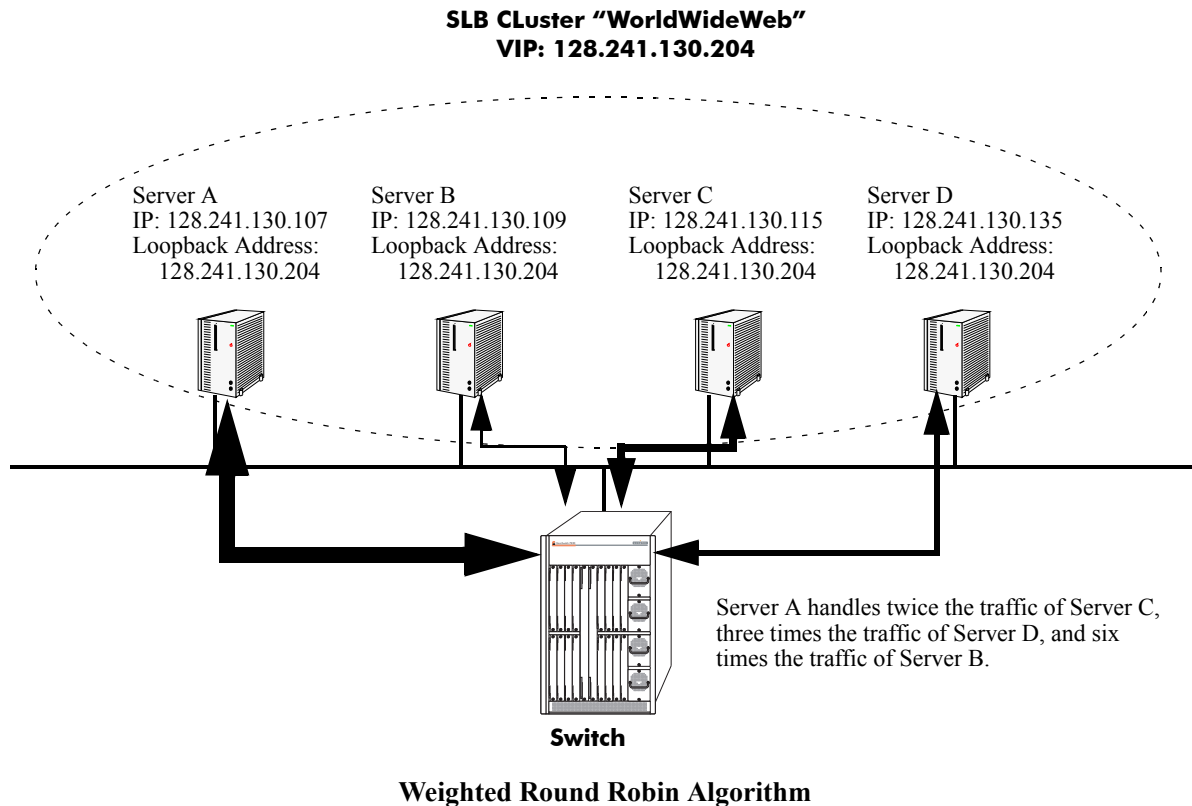 SLB CLuster “WorldWideWeb”
VIP: 128.241.130.204
Server A
IP: 128.241.130.107
Loopback Address:
128.241.130.204
Server B
IP: 128.241.130.109
Loopback Address:
128.241.130.204
Server C
IP: 128.241.130.115
Loopback Address:
128.241.130.204
Server D
IP: 128.241.130.135
Loopback Address:
128.241.130.204
Server A handles twice the traffic of Server C,
three times the traffic of Server D, and six
times the traffic of Server B.
Switch
Weighted Round Robin Algorithm